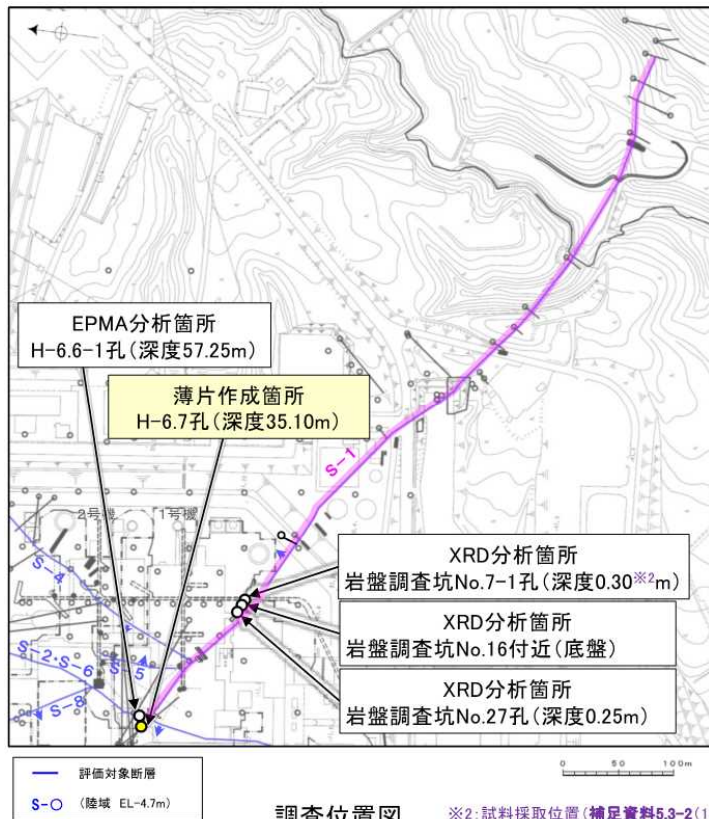 EPMA分析箇所
H-6.6-1孔(深度57.25m)
薄片作成箇所
H-6.7孔(深度35.10m)
S-1
2号機
1号機
S-4
XRD分析箇所
岩盤調査坑No.7-1孔(深度0.30※2m)
XRD分析箇所
岩盤調査坑No.16付近(底盤)
S-2・S-6
S-5
S-8
XRD分析箇所
岩盤調査坑No.27孔(深度0.25m)
評価対象断層
S-○ (陸域 EL-4.7m)
0 50 100m
調査位置図
※2:試料採取位置(補足資料5.3-2(1